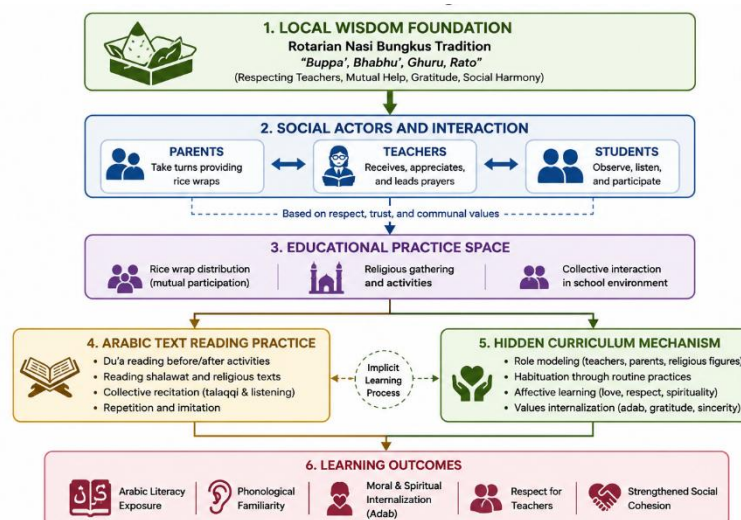 1. LOCAL WISDOM FOUNDATION
Rotarian Nasi Bungkus Tradition
“Buppa’, Bhabhu’, Ghuru, Rato”
(Respecting Teachers, Mutual Help, Gratitude, Social Harmony)
2. SOCIAL ACTORS AND INTERACTION
PARENTS
Take turns providing
rice wraps
TEACHERS
Receives, appreciates,
and leads prayers
STUDENTS
Observe, listen,
and participate
Based on respect, trust, and communal values
3. EDUCATIONAL PRACTICE SPACE
Rice wrap distribution
(mutual participation)
Religious gathering
and activities
Collective interaction
in school environment
4. ARABIC TEXT READING PRACTICE
• Du’a reading before/after activities
• Reading shalawat and religious texts
• Collective recitation (talaqqi & listening)
• Repetition and imitation
Implicit
Learning
Process
5. HIDDEN CURRICULUM MECHANISM
• Role modeling (teachers, parents, religious figures)
• Habituation through routine practices
• Affective learning (love, respect, spirituality)
• Values internalization (adab, gratitude, sincerity)
6. LEARNING OUTCOMES
Arabic Literacy
Exposure
Phonological
Familiarity
Moral & Spiritual
Internalization
(Adab)
Respect for
Teachers
Strengthened Social
Cohesion